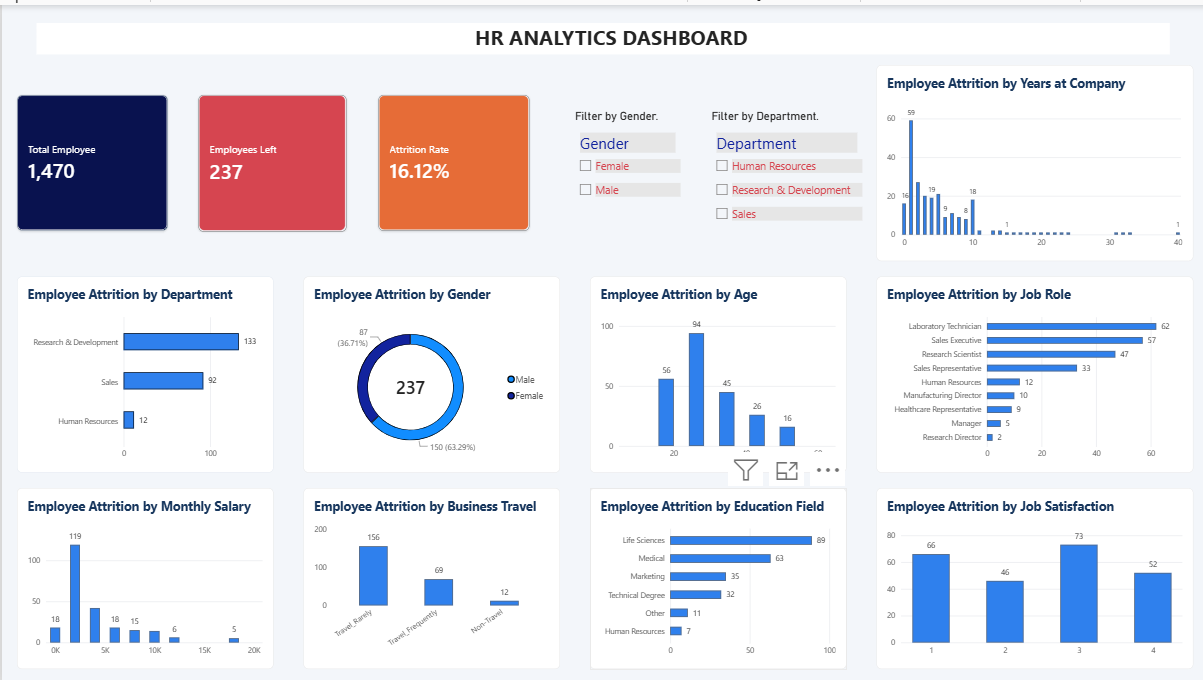 HR ANALYTICS DASHBOARD
Total Employee
1,470
Employees Left
237
Attrition Rate
16.12%
Filter by Gender.
Gender
Female
Male
Filter by Department.
Department
Human Resources
Research & Development
Sales
Employee Attrition by Years at Company
60
40
20
0
16
59
19
9
8
18
1
1
0 10 20 30 40
Employee Attrition by Department
Research & Development 133
Sales 92
Human Resources 12
0 100
Employee Attrition by Gender
87
(36.71%)
237
150 (63.29%)
Male
Female
Employee Attrition by Age
100
50
0
56
94
45
26
16
20
Employee Attrition by Job Role
Laboratory Technician 62
Sales Executive 57
Research Scientist 47
Sales Representative 33
Human Resources 12
Manufacturing Director 10
Healthcare Representative 9
Manager 5
Research Director 2
0 20 40 60
Employee Attrition by Monthly Salary
100
50
0
18
119
18
15
6
5
0K 5K 10K 15K 20K
Employee Attrition by Business Travel
200
100
0
156
69
12
Travel_Rarely
Travel_Frequently
Non-Travel
Employee Attrition by Education Field
Life Sciences 89
Medical 63
Marketing 35
Technical Degree 32
Other 11
Human Resources 7
0 50 100
Employee Attrition by Job Satisfaction
80
60
40
20
0
66
46
73
52
1 2 3 4